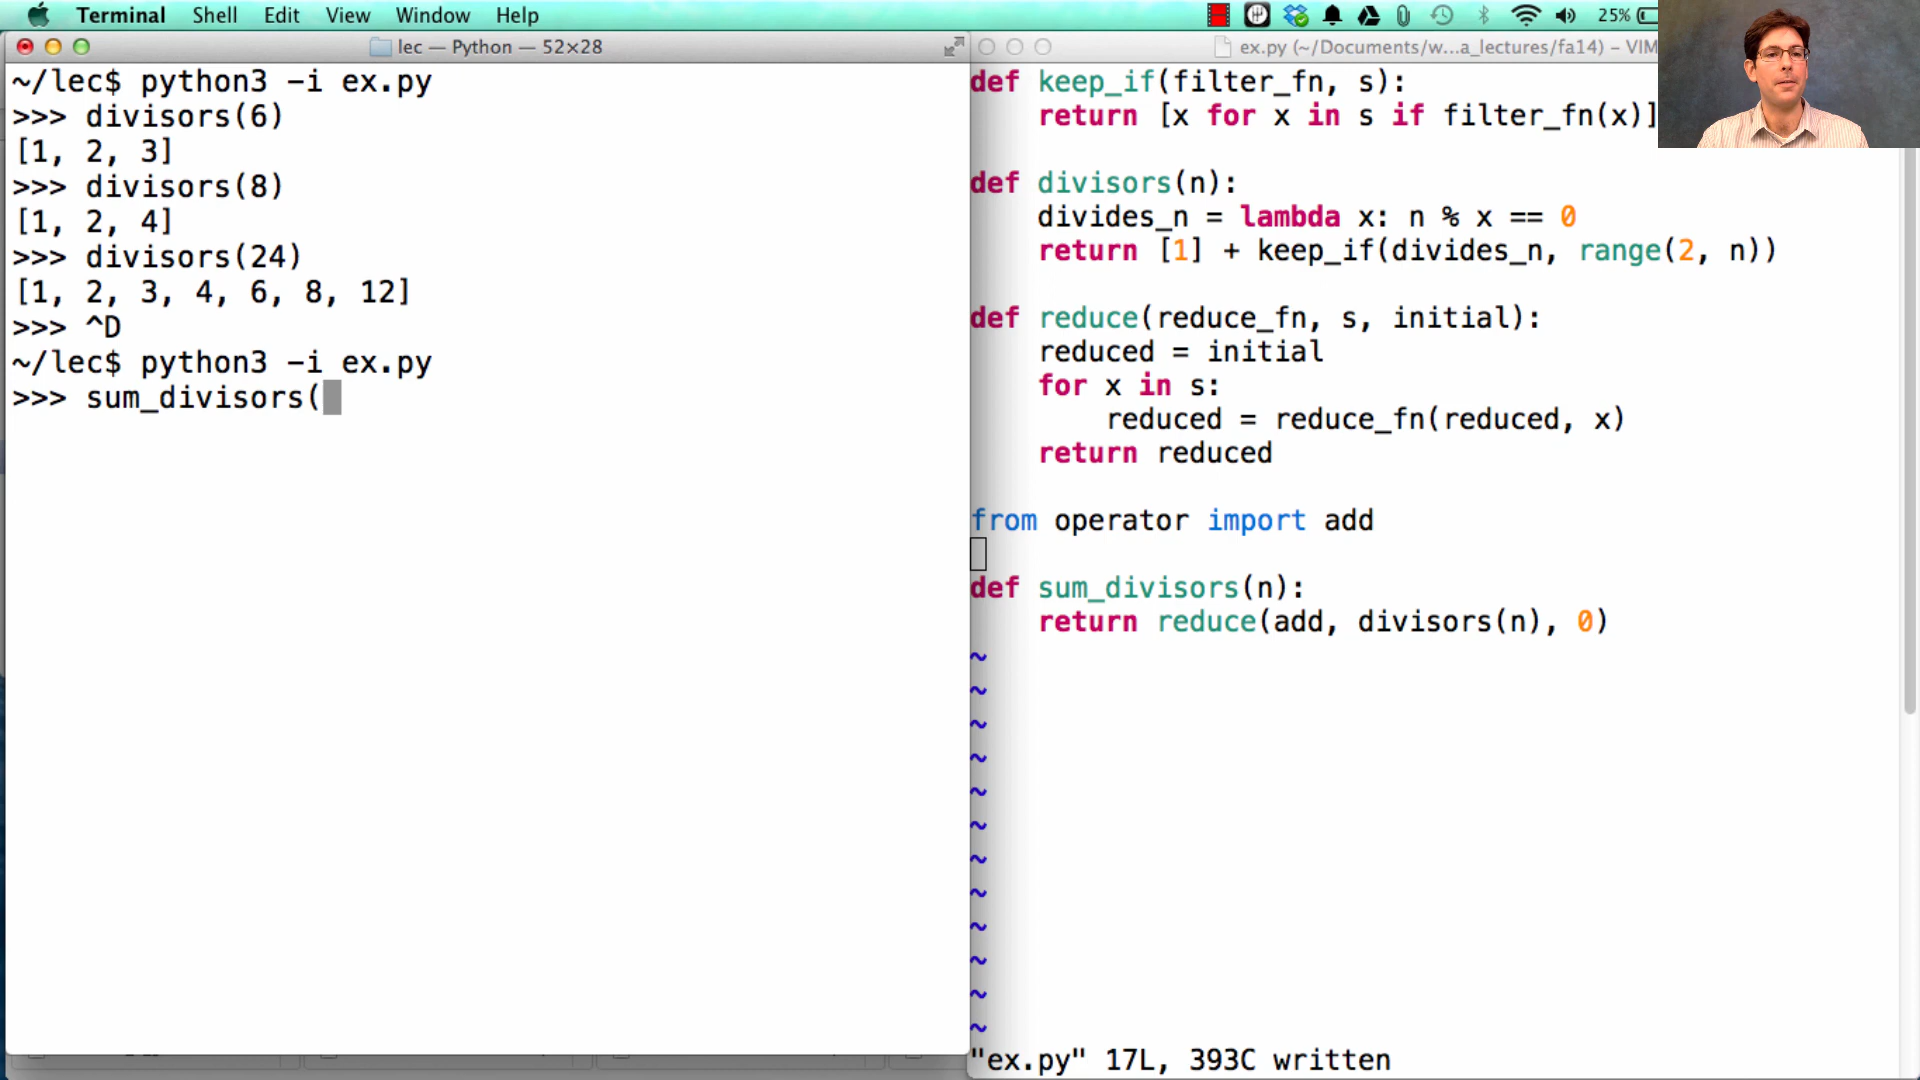 Terminal Shell Edit View Window Help 25%
lec — Python — 52×28
~/lec$ python3 -i ex.py
>>> divisors(6)
[1, 2, 3]
>>> divisors(8)
[1, 2, 4]
>>> divisors(24)
[1, 2, 3, 4, 6, 8, 12]
>>> ^D
~/lec$ python3 -i ex.py
>>> sum_divisors(
ex.py (~/Documents/w...a_lectures/fa14) – VIM
def keep_if(filter_fn, s):
    return [x for x in s if filter_fn(x)]
def divisors(n):
    divides_n = lambda x: n % x == 0
    return [1] + keep_if(divides_n, range(2, n))
def reduce(reduce_fn, s, initial):
    reduced = initial
    for x in s:
        reduced = reduce_fn(reduced, x)
    return reduced
from operator import add
def sum_divisors(n):
    return reduce(add, divisors(n), 0)
~
~
~
~
~
~
~
~
~
~
~
~
"ex.py" 17L, 393C written